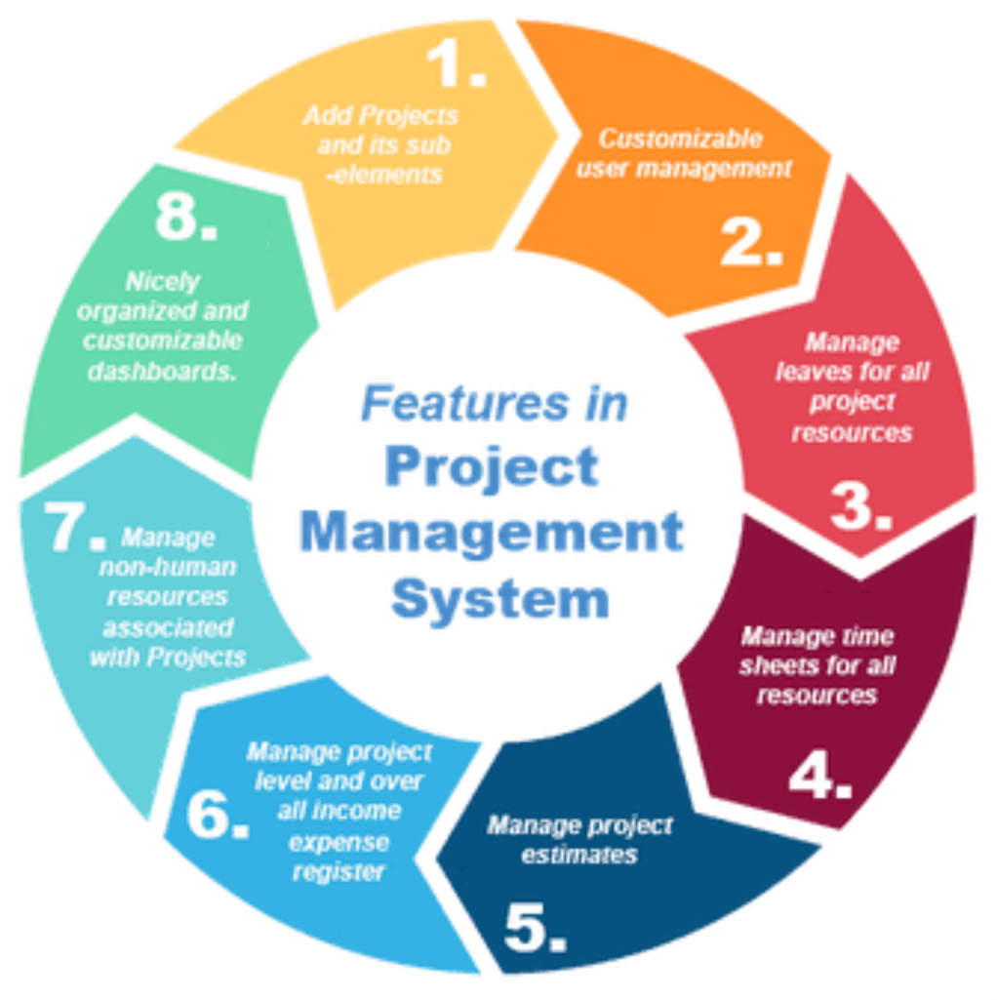 1.
Add Projects
and its sub
-elements
Customizable
user management
2.
Manage
leaves for all
project
resources
3.
Manage time
sheets for all
resources
4.
Manage project
estimates
5.
Manage project
level and over
all income
expense
register
6.
7.
Manage
non-human
resources
associated
with Projects
8.
Nicely
organized and
customizable
dashboards.
Features in
Project
Management
System